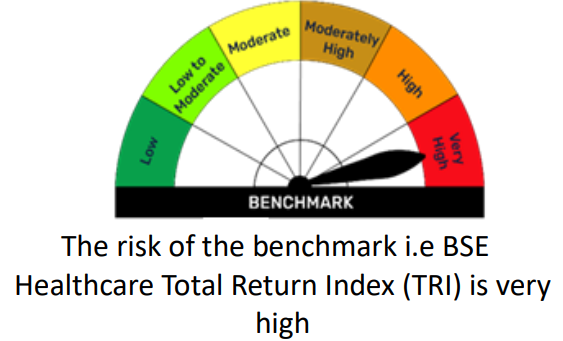 Low
Low to
Moderate
Moderate
Moderately
High
High
Very
High
BENCHMARK
The risk of the benchmark i.e BSE
Healthcare Total Return Index (TRI) is very
high